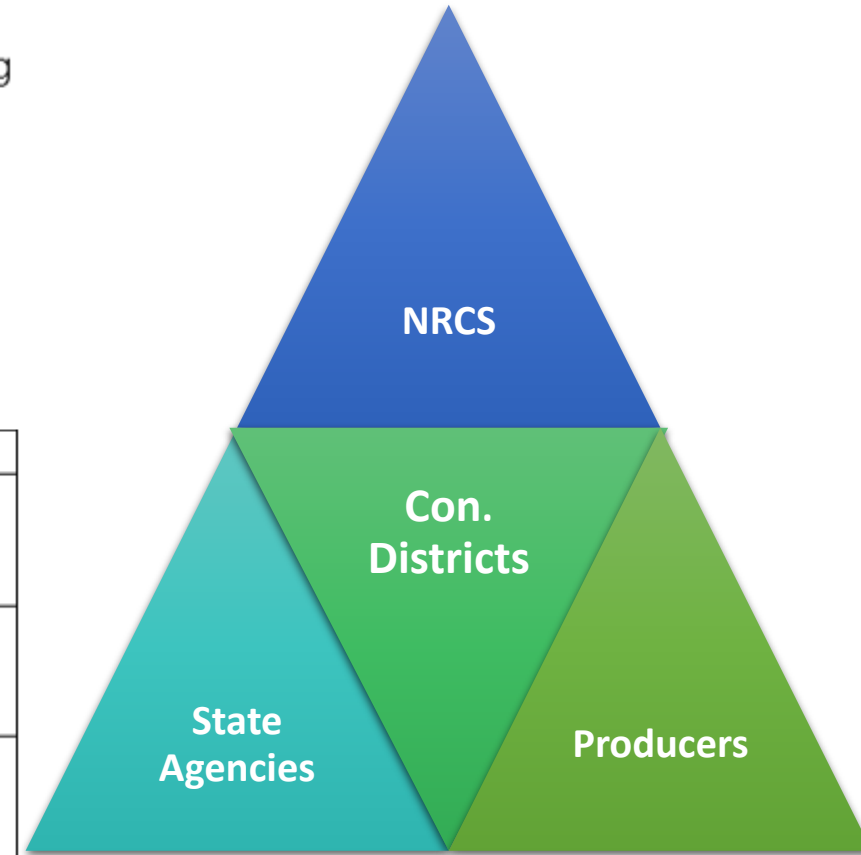 NRCS
Con.
Districts
State
Agencies
Producers